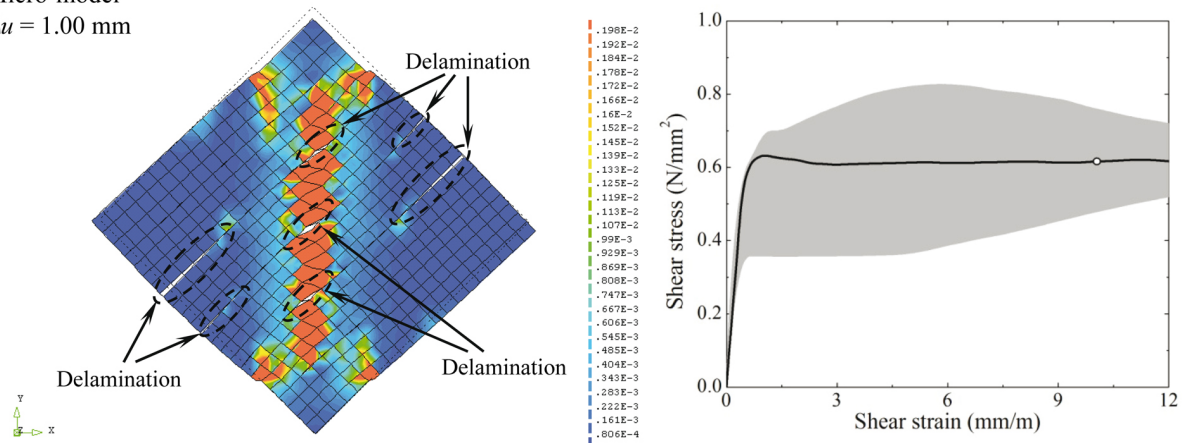 u = 1.00 mm
Delamination
Delamination
Delamination
Y
Z
X
.198E-2
.192E-2
.184E-2
.178E-2
.172E-2
.166E-2
.16E-2
.152E-2
.145E-2
.139E-2
.133E-2
.125E-2
.119E-2
.113E-2
.107E-2
.99E-3
.929E-3
.869E-3
.808E-3
.747E-3
.667E-3
.606E-3
.545E-3
.485E-3
.404E-3
.343E-3
.283E-3
.222E-3
.161E-3
.806E-4
Shear stress (N/mm²)
1.0
0.8
0.6
0.4
0.2
0.0
0
3
6
9
12
Shear strain (mm/m)